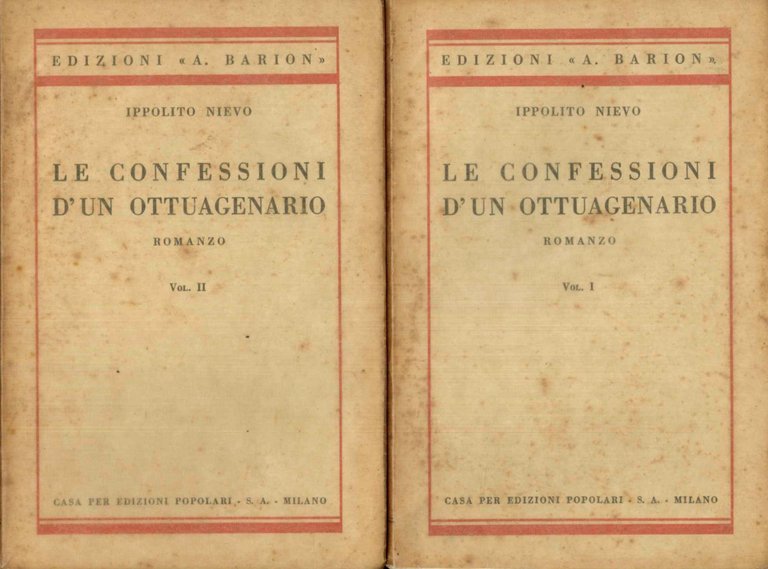 EDIZIONI «A. BARION»
IPPOLITO NIEVO
LE CONFESSIONI
D'UN OTTUAGENARIO
ROMANZO
VOL. II
CASA PER EDIZIONI POPOLARI - S. A. - MILANO
EDIZIONI «A. BARION»
IPPOLITO NIEVO
LE CONFESSIONI
D'UN OTTUAGENARIO
ROMANZO
VOL. I
CASA PER EDIZIONI POPOLARI - S. A. - MILANO